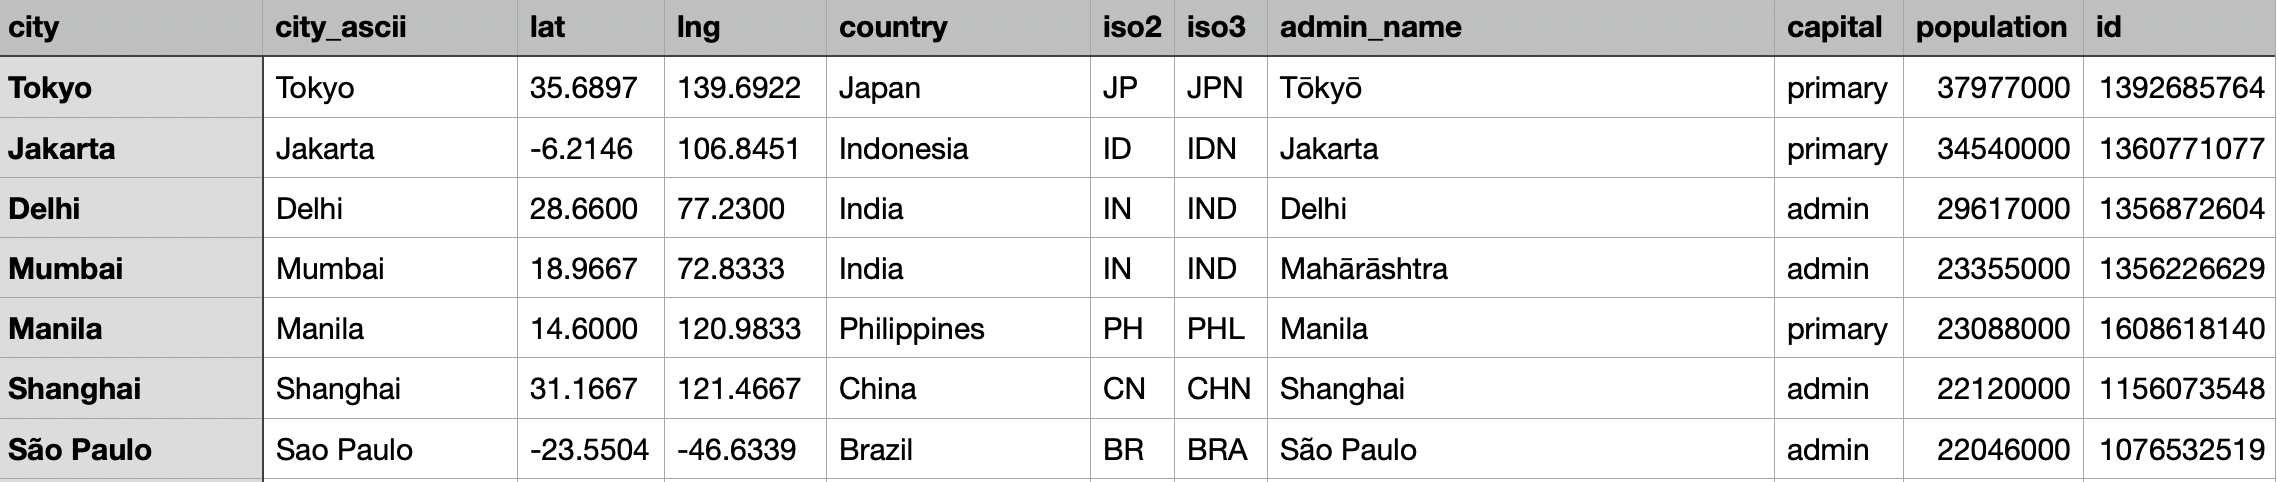 city city_ascii lat lng country iso2 iso3 admin_name capital population id
Tokyo Tokyo 35.6897 139.6922 Japan JP JPN Tōkyō primary 37977000 1392685764
Jakarta Jakarta -6.2146 106.8451 Indonesia ID IDN Jakarta primary 34540000 1360771077
Delhi Delhi 28.6600 77.2300 India IN IND Delhi admin 29617000 1356872604
Mumbai Mumbai 18.9667 72.8333 India IN IND Mahārāshtra admin 23355000 1356226629
Manila Manila 14.6000 120.9833 Philippines PH PHL Manila primary 23088000 1608618140
Shanghai Shanghai 31.1667 121.4667 China CN CHN Shanghai admin 22120000 1156073548
São Paulo Sao Paulo -23.5504 -46.6339 Brazil BR BRA São Paulo admin 22046000 1076532519